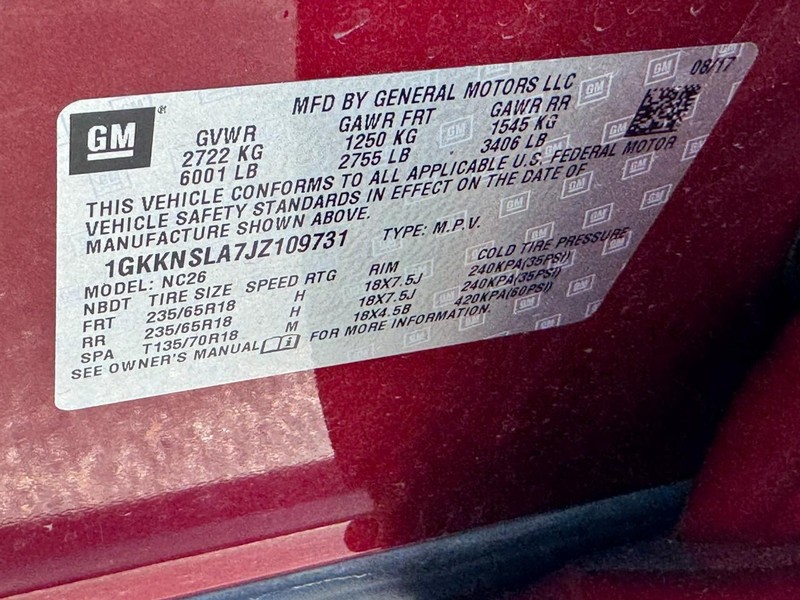 GM ®
MFD BY GENERAL MOTORS LLC 08/17
GVWR GAWR FRT GAWR RR
2722 KG 1250 KG 1545 KG
6001 LB 2755 LB 3406 LB
THIS VEHICLE CONFORMS TO ALL APPLICABLE U.S. FEDERAL MOTOR
VEHICLE SAFETY STANDARDS IN EFFECT ON THE DATE OF
MANUFACTURE SHOWN ABOVE.
1GKKNSLA7JZ109731 TYPE: M.P.V.
MODEL: NC26
NBDT TIRE SIZE SPEED RTG RIM COLD TIRE PRESSURE
FRT 235/65R18 H 18X7.5J 240KPA(35PSI)
RR 235/65R18 H 18X7.5J 240KPA(35PSI)
SPA T135/70R18 M 18X4.5B 420KPA(60PSI)
SEE OWNER'S MANUAL FOR MORE INFORMATION.